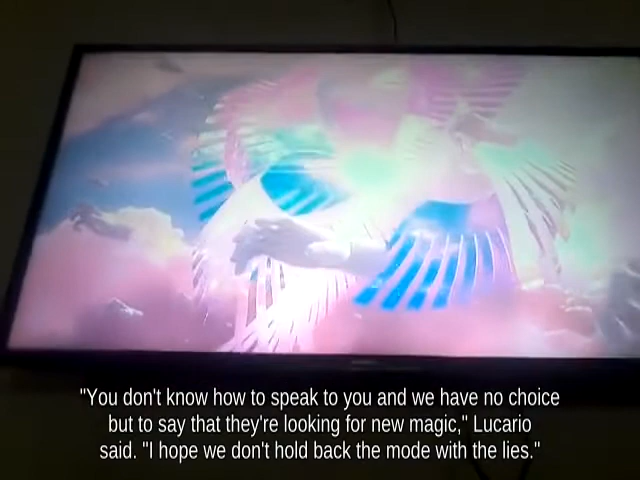 "You don't know how to speak to you and we have no choice
but to say that they're looking for new magic," Lucario
said. "I hope we don't hold back the mode with the lies."